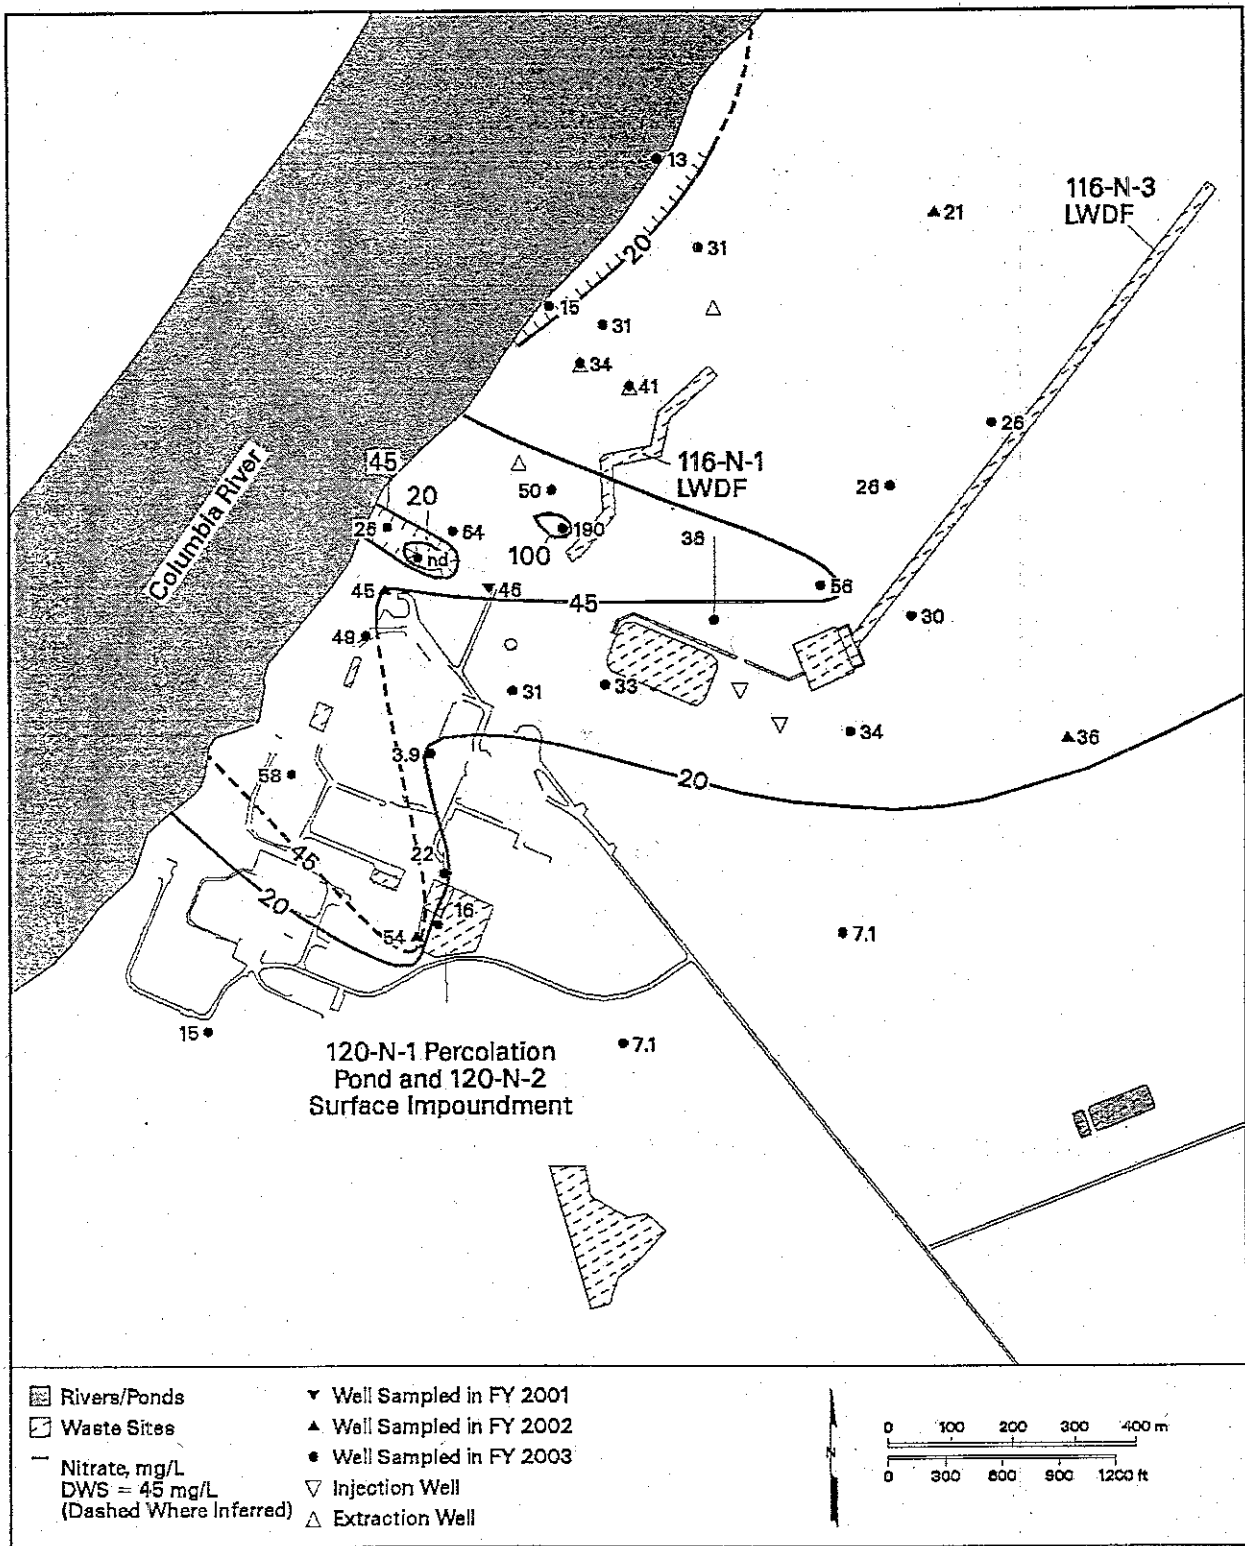 13
116-N-3
LWDF
21
20
31
15
31
34
41
26
Columbia River
45
20
116-N-1
LWDF
50
26
25
64
190
nd
100
38
45
46
45
56
49
30
31
33
34
36
3.9
58
20
22
45
20
16
54
7.1
15
7.1
120-N-1 Percolation
Pond and 120-N-2
Surface Impoundment
Rivers/Ponds
Waste Sites
Nitrate, mg/L
DWS = 45 mg/L
(Dashed Where Inferred)
Well Sampled in FY 2001
Well Sampled in FY 2002
Well Sampled in FY 2003
Injection Well
Extraction Well
N
0 100 200 300 400 m
0 300 600 900 1200 ft